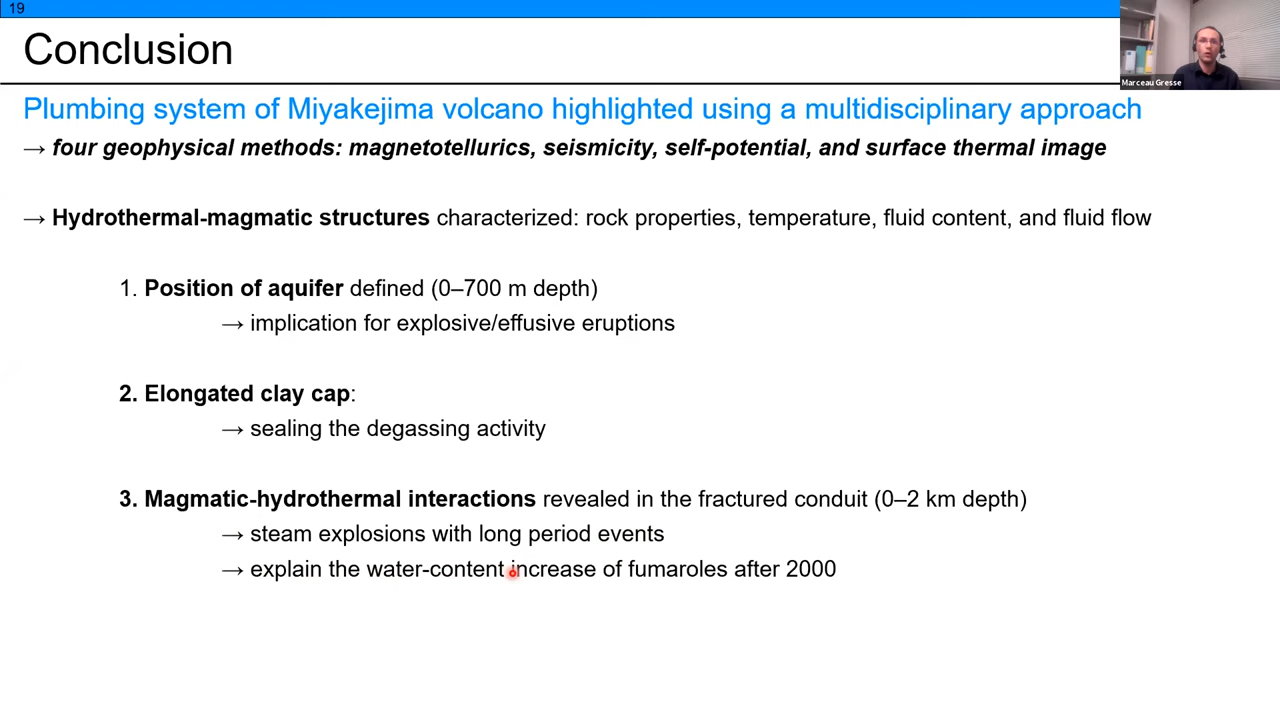 19
Conclusion
Marceau Gresse
Plumbing system of Miyakejima volcano highlighted using a multidisciplinary approach
→ four geophysical methods: magnetotellurics, seismicity, self-potential, and surface thermal image
→ Hydrothermal-magmatic structures characterized: rock properties, temperature, fluid content, and fluid flow
1. Position of aquifer defined (0–700 m depth)
→ implication for explosive/effusive eruptions
2. Elongated clay cap:
→ sealing the degassing activity
3. Magmatic-hydrothermal interactions revealed in the fractured conduit (0–2 km depth)
→ steam explosions with long period events
→ explain the water-content increase of fumaroles after 2000